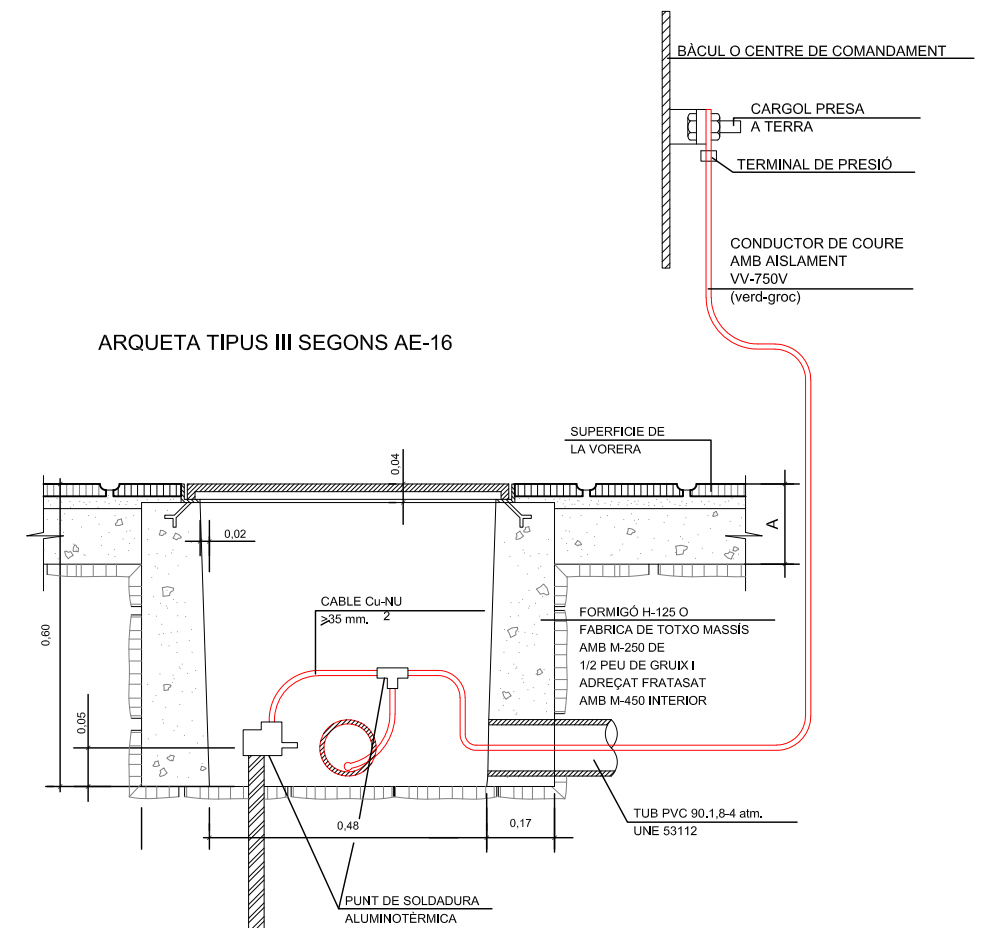 BÀCUL O CENTRE DE COMANDAMENT
CARGOL PRESA
A TERRA
TERMINAL DE PRESIÓ
CONDUCTOR DE COURE
AMB AISLAMENT
VV-750V
(verd-groc)
ARQUETA TIPUS III SEGONS AE-16
SUPERFICIE DE
LA VORERA
0,04
A
0,02
CABLE Cu-NU
≥35 mm. 2
0,60
FORMIGÓ H-125 O
FABRICA DE TOTXO MASSÍS
AMB M-250 DE
1/2 PEU DE GRUIX I
ADREÇAT FRATASAT
AMB M-450 INTERIOR
0,05
0,48
0,17
TUB PVC 90.1,8-4 atm.
UNE 53112
PUNT DE SOLDADURA
ALUMINOTÈRMICA